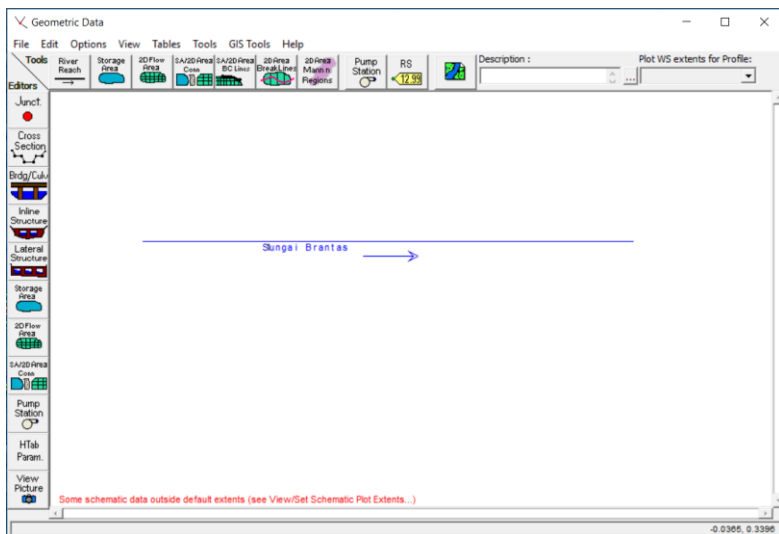 Geometric Data
File Edit Options View Tables Tools GIS Tools Help
Tools
Editors
River
Reach
Storage
Area
2D Flow
Area
SA/2D Area
Conn
SA/2D Area
BC Lines
2D Area
BreakLines
2D Area
Mann n
Regions
Pump
Station
RS
12.99
Description :
...
Plot WS extents for Profile:
Junct.
Cross
Section
Brdg/Culv
Inline
Structure
Lateral
Structure
Storage
Area
2D Flow
Area
SA/2D Area
Conn
Pump
Station
HTab
Param.
View
Picture
Sungai Brantas
Some schematic data outside default extents (see View/Set Schematic Plot Extents...)
-0.0365, 0.3396